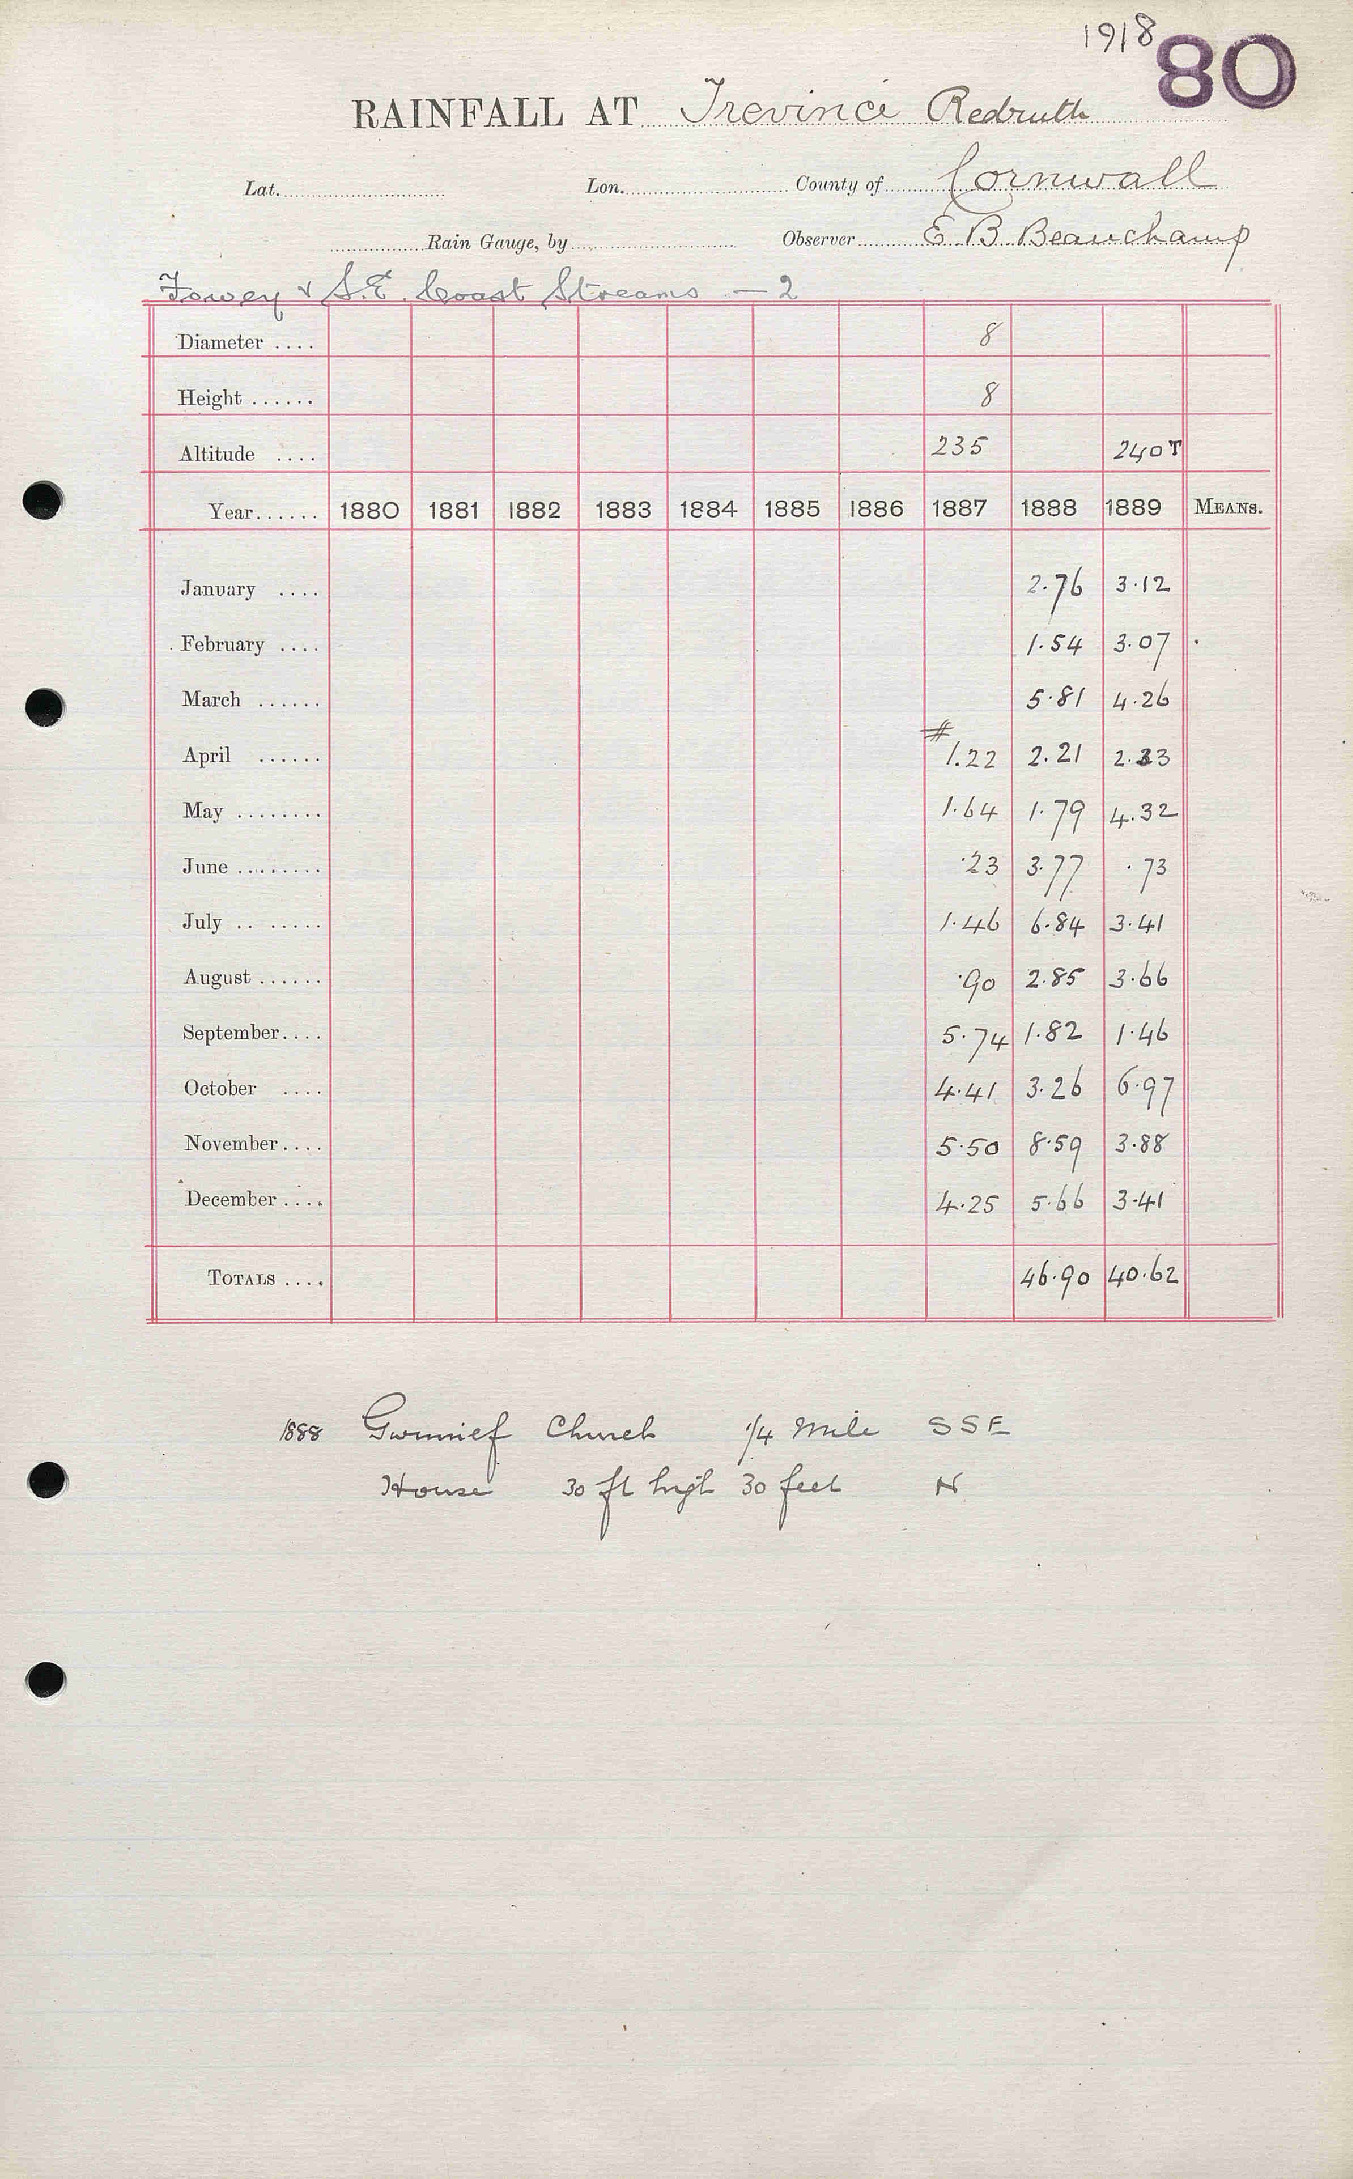 1918 80
RAINFALL AT Trevince Redruth
Lat. Lon. County of Cornwall
Rain Gauge, by Observer E B Beauchamp
Fowey & S.E. Coast Streams — 2
Diameter .... 8
Height ...... 8
Altitude .... 235 240T
Year...... 1880 1881 1882 1883 1884 1885 1886 1887 1888 1889 MEANS.
January .... 2.76 3.12
February .... 1.54 3.07
March ...... 5.81 4.26
April ...... # 1.22 2.21 2.33
May ........ 1.64 1.79 4.32
June ........ .23 3.77 .73
July .. ...... 1.46 6.84 3.41
August ...... .90 2.85 3.66
September.... 5.74 1.82 1.46
October .... 4.41 3.26 6.97
November.... 5.50 8.59 3.88
December .... 4.25 5.66 3.41
TOTALS .... 46.90 40.62
1888 Church 1/4 Mile SSE
House 30 ft high 30 feet N